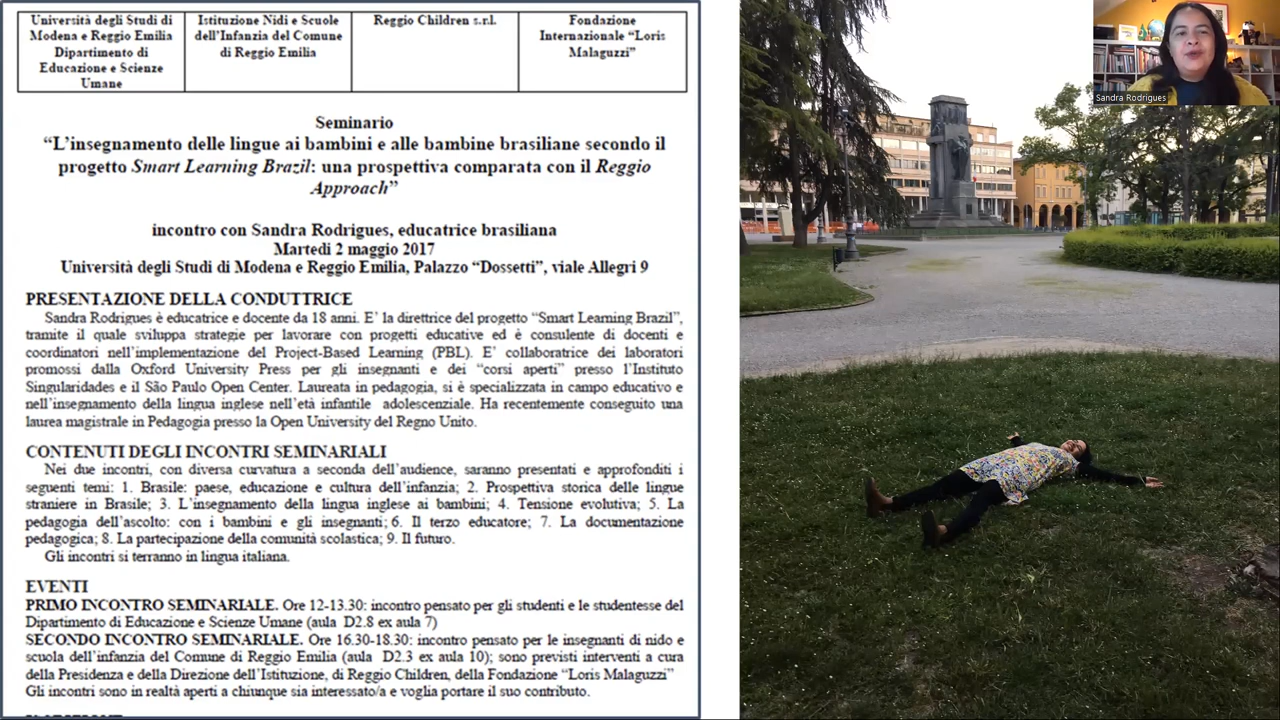 Università degli Studi di
Modena e Reggio Emilia
Dipartimento di
Educazione e Scienze
Umane
Istituzione Nidi e Scuole
dell’Infanzia del Comune
di Reggio Emilia
Reggio Children s.r.l.
Fondazione
Internazionale “Loris
Malaguzzi”
Seminario
“L’insegnamento delle lingue ai bambini e alle bambine brasiliane secondo il
progetto Smart Learning Brazil: una prospettiva comparata con il Reggio
Approach”
incontro con Sandra Rodrigues, educatrice brasiliana
Martedì 2 maggio 2017
Università degli Studi di Modena e Reggio Emilia, Palazzo “Dossetti”, viale Allegri 9
PRESENTAZIONE DELLA CONDUTTRICE
Sandra Rodrigues è educatrice e docente da 18 anni. E’ la direttrice del progetto “Smart Learning Brazil”,
tramite il quale sviluppa strategie per lavorare con progetti educative ed è consulente di docenti e
coordinatori nell’implementazione del Project-Based Learning (PBL). E’ collaboratrice dei laboratori
promossi dalla Oxford University Press per gli insegnanti e dei “corsi aperti” presso l’Instituto
Singularidades e il São Paulo Open Center. Laureata in pedagogia, si è specializzata in campo educativo e
nell’insegnamento della lingua inglese nell’età infantile adolescenziale. Ha recentemente conseguito una
laurea magistrale in Pedagogia presso la Open University del Regno Unito.
CONTENUTI DEGLI INCONTRI SEMINARIALI
Nei due incontri, con diversa curvatura a seconda dell’audience, saranno presentati e approfonditi i
seguenti temi: 1. Brasile: paese, educazione e cultura dell’infanzia; 2. Prospettiva storica delle lingue
straniere in Brasile; 3. L’insegnamento della lingua inglese ai bambini; 4. Tensione evolutiva; 5. La
pedagogia dell’ascolto: con i bambini e gli insegnanti; 6. Il terzo educatore; 7. La documentazione
pedagogica; 8. La partecipazione della comunità scolastica; 9. Il futuro.
Gli incontri si terranno in lingua italiana.
EVENTI
PRIMO INCONTRO SEMINARIALE. Ore 12-13.30: incontro pensato per gli studenti e le studentesse del
Dipartimento di Educazione e Scienze Umane (aula D2.8 ex aula 7)
SECONDO INCONTRO SEMINARIALE. Ore 16.30-18.30: incontro pensato per le insegnanti di nido e
scuola dell’infanzia del Comune di Reggio Emilia (aula D2.3 ex aula 10); sono previsti interventi a cura
della Presidenza e della Direzione dell’Istituzione, di Reggio Children, della Fondazione “Loris Malaguzzi”
Gli incontri sono in realtà aperti a chiunque sia interessato/a e voglia portare il suo contributo.
Sandra Rodrigues